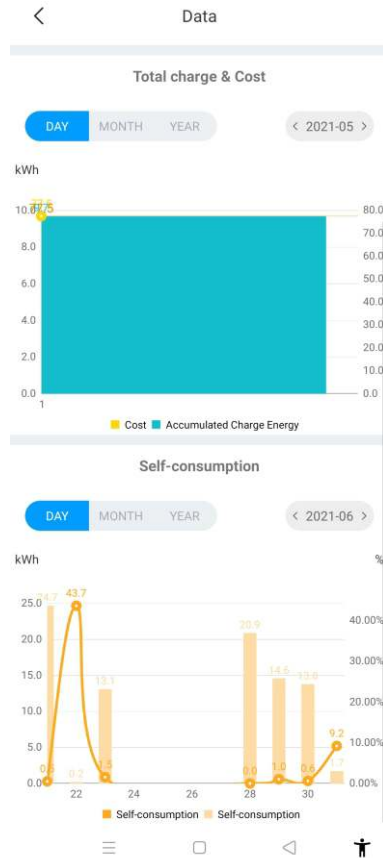 Data
Total charge & Cost
DAY MONTH YEAR < 2021-05 >
kWh
10.0 80.0
70.0
8.0
60.0
6.0 50.0
40.0
4.0
30.0
2.0 20.0
10.0
0.0 0.0
1
Cost Accumulated Charge Energy
Self-consumption
DAY MONTH YEAR < 2021-06 >
kWh %
24.7 43.7
25.0
40.00%
20.9
20.0
30.00%
14.6
15.0 13.1 13.8
20.00%
10.0
9.2
10.00%
5.0
0.2 1.5 0.0 1.0 0.6 1.7
0.0 0.00%
22 24 26 28 30
Self-consumption Self-consumption